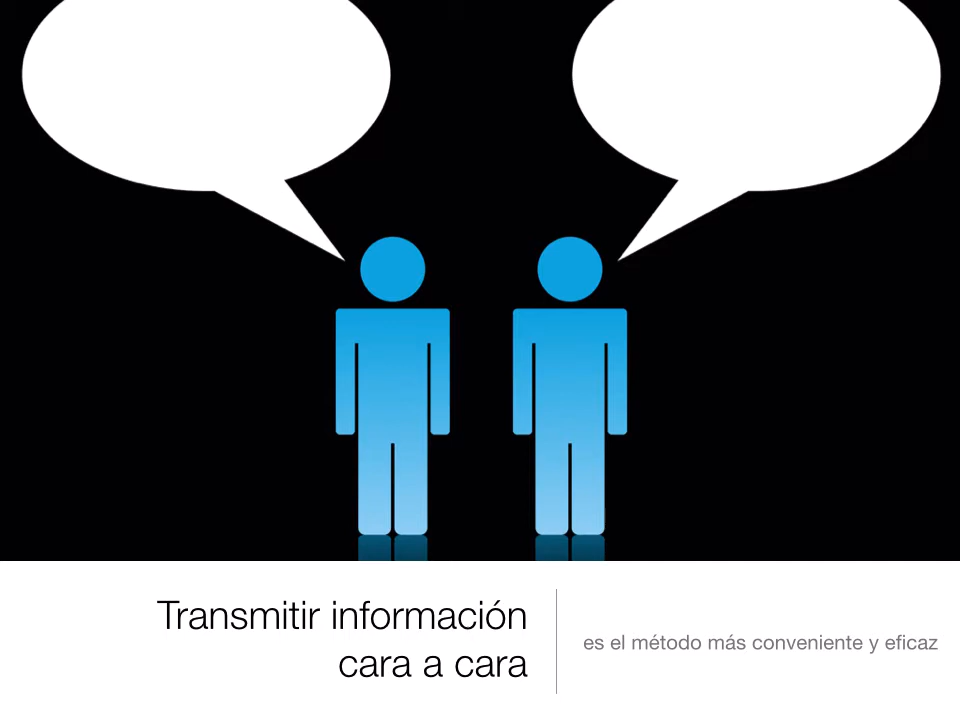 Transmitir información
cara a cara
es el método más conveniente y eficaz